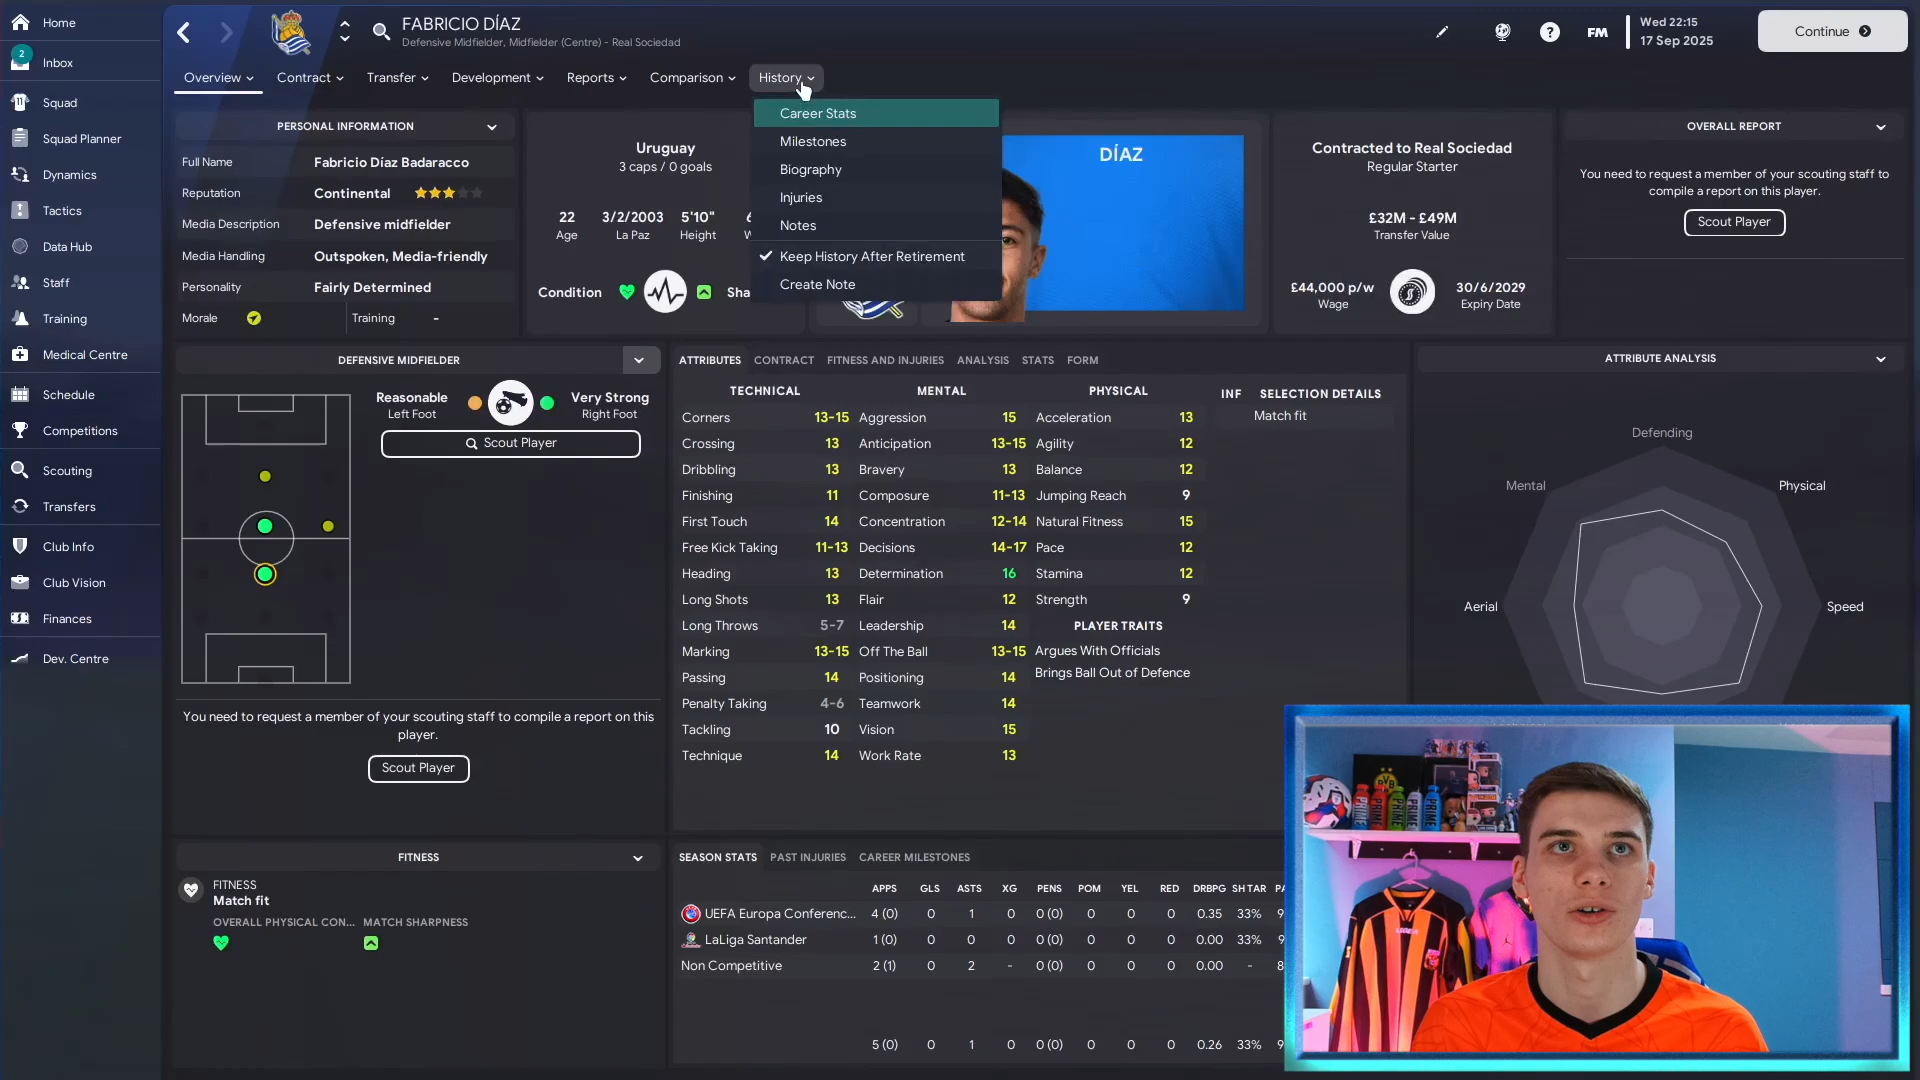 Home
2
Inbox
Squad
Squad Planner
Dynamics
Tactics
Data Hub
Staff
Training
Medical Centre
Schedule
Competitions
Scouting
Transfers
Club Info
Club Vision
Finances
Dev. Centre
FABRICIO DÍAZ
Defensive Midfielder, Midfielder (Centre) - Real Sociedad
?
FM
Wed 22:15
17 Sep 2025
Continue
Overview Contract Transfer Development Reports Comparison History
Career Stats
Milestones
Biography
Injuries
Notes
Keep History After Retirement
Create Note
PERSONAL INFORMATION
Full Name Fabricio Díaz Badaracco
Reputation Continental
Media Description Defensive midfielder
Media Handling Outspoken, Media-friendly
Personality Fairly Determined
Morale Training -
Uruguay
3 caps / 0 goals
22 3/2/2003 5'10"
Age La Paz Height
Condition
DÍAZ
Contracted to Real Sociedad
Regular Starter
£32M - £49M
Transfer Value
£44,000 p/w 30/6/2029
Wage Expiry Date
OVERALL REPORT
You need to request a member of your scouting staff to
compile a report on this player.
Scout Player
DEFENSIVE MIDFIELDER
Reasonable Very Strong
Left Foot Right Foot
Scout Player
You need to request a member of your scouting staff to compile a report on this
player.
Scout Player
ATTRIBUTES CONTRACT FITNESS AND INJURIES ANALYSIS STATS FORM
TECHNICAL MENTAL PHYSICAL
INF SELECTION DETAILS
Match fit
Corners 13-15 Aggression 15 Acceleration 13
Crossing 13 Anticipation 13-15 Agility 12
Dribbling 13 Bravery 13 Balance 12
Finishing 11 Composure 11-13 Jumping Reach 9
First Touch 14 Concentration 12-14 Natural Fitness 15
Free Kick Taking 11-13 Decisions 14-17 Pace 12
Heading 13 Determination 16 Stamina 12
Long Shots 13 Flair 12 Strength 9
Long Throws 5-7 Leadership 14 PLAYER TRAITS
Marking 13-15 Off The Ball 13-15 Argues With Officials
Passing 14 Positioning 14 Brings Ball Out of Defence
Penalty Taking 4-6 Teamwork 14
Tackling 10 Vision 15
Technique 14 Work Rate 13
ATTRIBUTE ANALYSIS
Defending
Mental Physical
Aerial Speed
FITNESS
FITNESS
Match fit
OVERALL PHYSICAL CON... MATCH SHARPNESS
SEASON STATS PAST INJURIES CAREER MILESTONES
APPS GLS ASTS XG PENS POM YEL RED DRBPG SH TAR
UEFA Europa Conferenc... 4 (0) 0 1 0 0 (0) 0 0 0 0.35 33%
LaLiga Santander 1 (0) 0 0 0 0 (0) 0 0 0 0.00 33%
Non Competitive 2 (1) 0 2 - 0 (0) 0 0 0 0.00 -
5 (0) 0 1 0 0 (0) 0 0 0 0.26 33%
PRIME PRIME PRIME PRIME
BVB